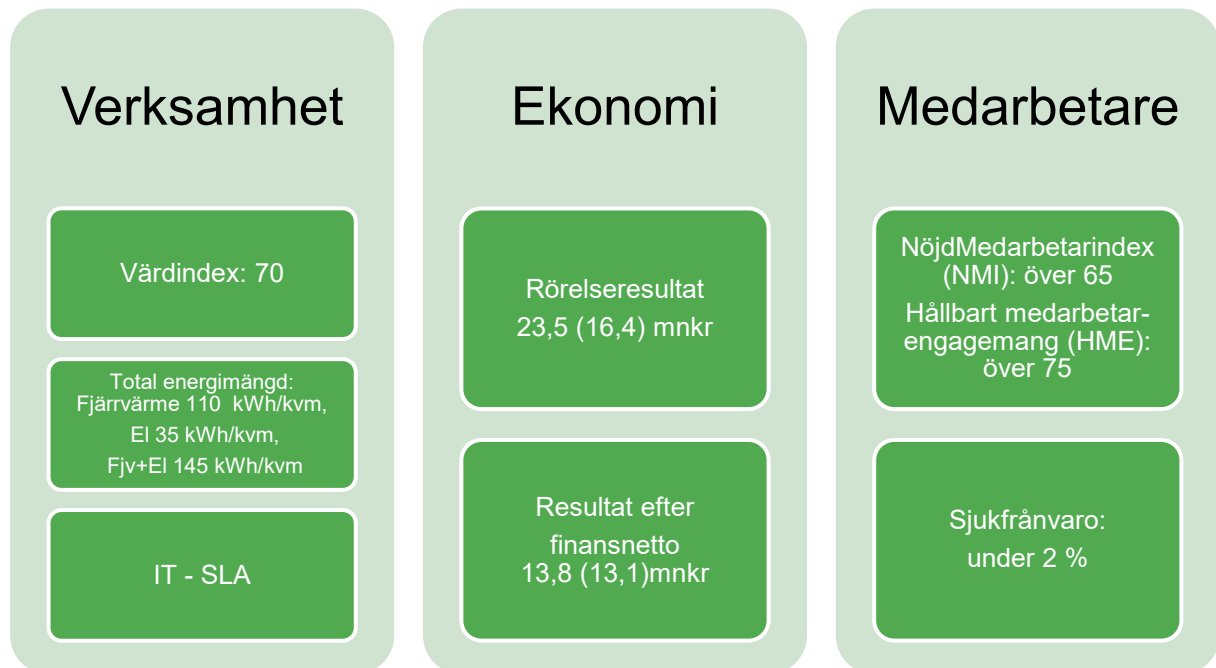 Verksamhet
Värdindex: 70
Total energimängd:
Fjärrvärme 110 kWh/kvm,
El 35 kWh/kvm,
Fjv+El 145 kWh/kvm
IT - SLA
Ekonomi
Rörelseresultat
23,5 (16,4) mnkr
Resultat efter
finansnetto
13,8 (13,1)mnkr
Medarbetare
NöjdMedarbetarindex
(NMI): över 65
Hållbart medarbetar-
engagemang (HME):
över 75
Sjukfrånvaro:
under 2 %